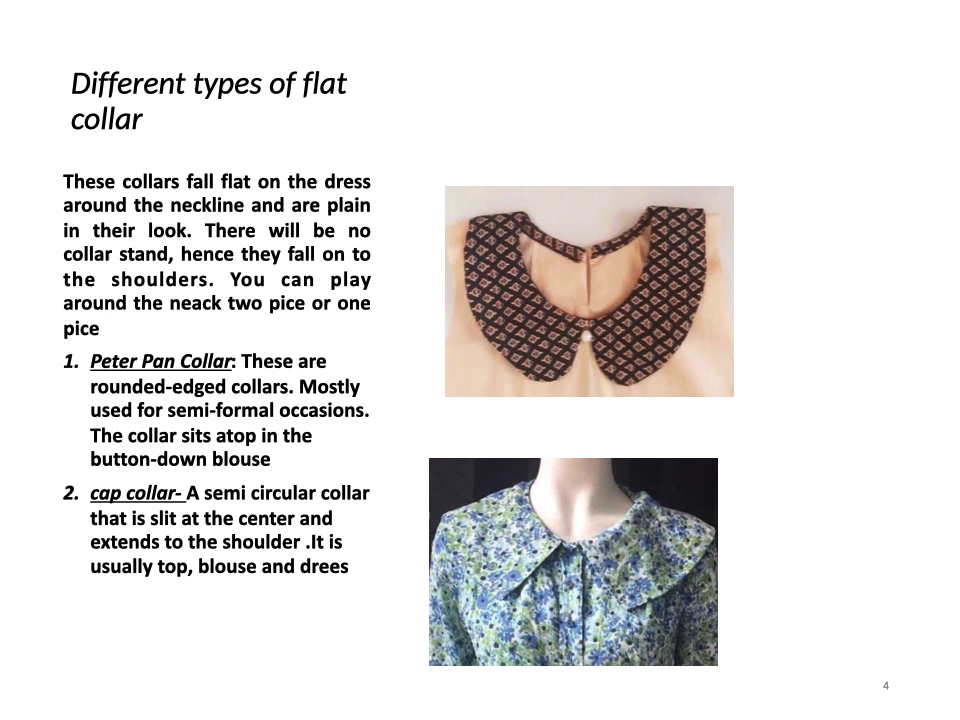 Different types of flat
collar
These collars fall flat on the dress
around the neckline and are plain
in their look. There will be no
collar stand, hence they fall on to
the shoulders. You can play
around the neack two pice or one
pice
1. Peter Pan Collar: These are
rounded-edged collars. Mostly
used for semi-formal occasions.
The collar sits atop in the
button-down blouse
2. cap collar- A semi circular collar
that is slit at the center and
extends to the shoulder .It is
usually top, blouse and drees
4